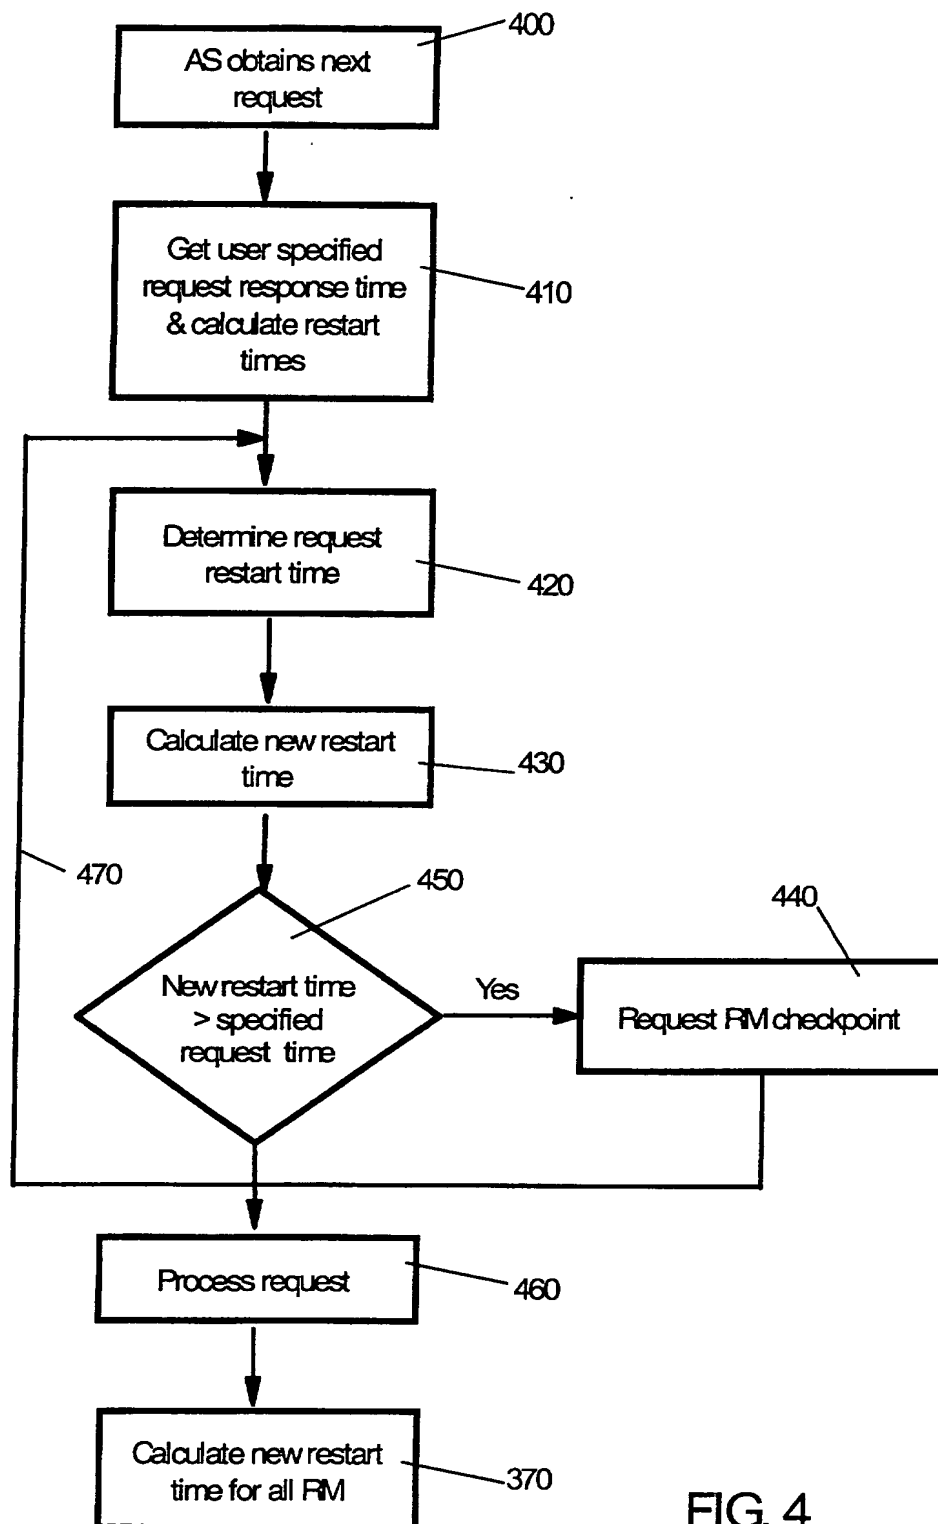 400
AS obtains next
request
Get user specified
request response time
& calculate restart
times
410
Determine request
restart time
420
Calculate new restart
time
430
470
450
440
New restart time
> specified
request time
Yes
Request RM checkpoint
Process request
460
Calculate new restart
time for all RM
370
FIG. 4